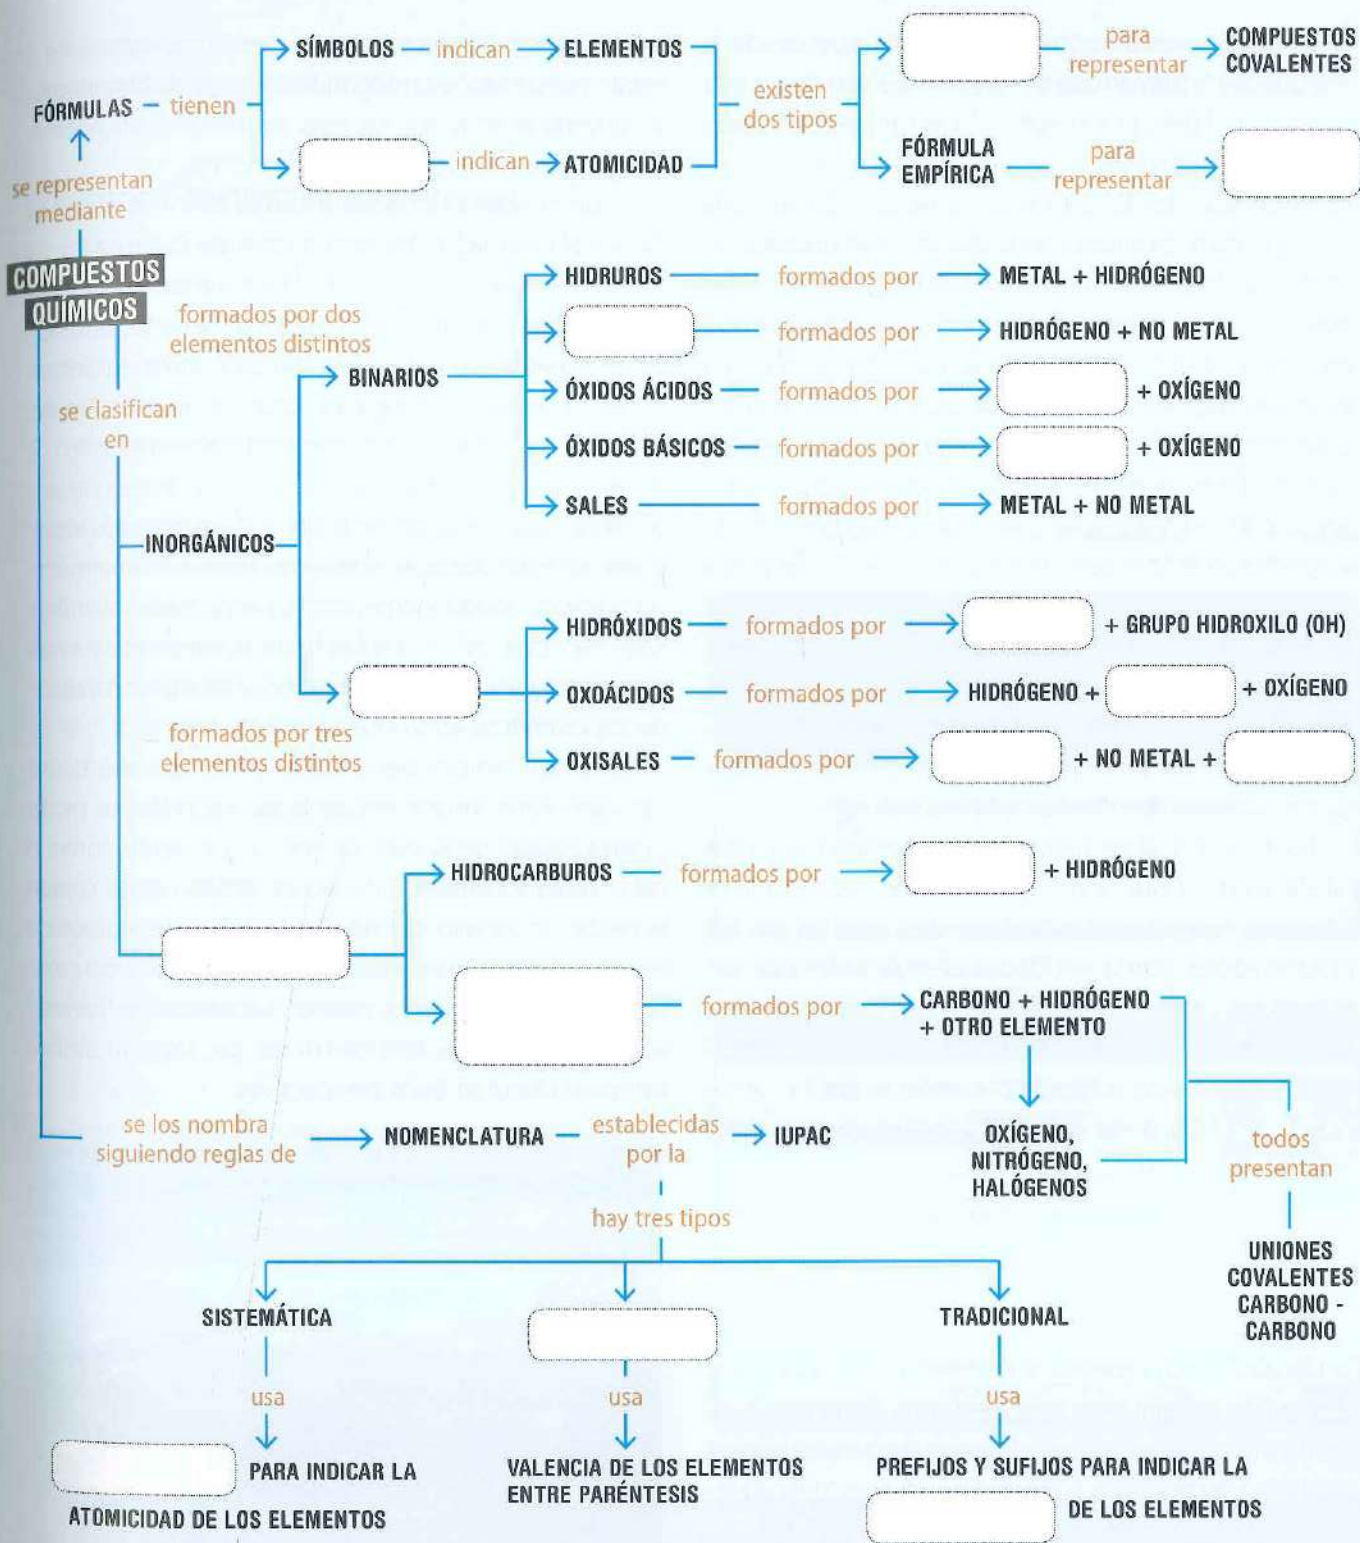 SÍMBOLOS indican ELEMENTOS
para representar
COMPUESTOS
COVALENTES
FÓRMULAS tienen
existen
dos tipos
indican ATOMICIDAD
FÓRMULA
EMPÍRICA
para
representar
se representan
mediante
COMPUESTOS
QUÍMICOS
formados por dos
elementos distintos
HIDRUROS formados por METAL + HIDRÓGENO
formados por HIDRÓGENO + NO METAL
BINARIOS
ÓXIDOS ÁCIDOS formados por + OXÍGENO
se clasifican
en
ÓXIDOS BÁSICOS formados por + OXÍGENO
SALES formados por METAL + NO METAL
INORGÁNICOS
HIDRÓXIDOS formados por + GRUPO HIDROXILO (OH)
OXOÁCIDOS formados por HIDRÓGENO + + OXÍGENO
formados por tres
elementos distintos
OXISALES formados por + NO METAL +
HIDROCARBUROS formados por + HIDRÓGENO
formados por CARBONO + HIDRÓGENO
+ OTRO ELEMENTO
se los nombra
siguiendo reglas de
NOMENCLATURA
establecidas
por la
IUPAC
OXÍGENO,
NITRÓGENO,
HALÓGENOS
todos
presentan
hay tres tipos
UNIONES
COVALENTES
CARBONO -
CARBONO
SISTEMÁTICA
TRADICIONAL
usa
usa
usa
PARA INDICAR LA
ATOMICIDAD DE LOS ELEMENTOS
VALENCIA DE LOS ELEMENTOS
ENTRE PARÉNTESIS
PREFIJOS Y SUFIJOS PARA INDICAR LA
DE LOS ELEMENTOS